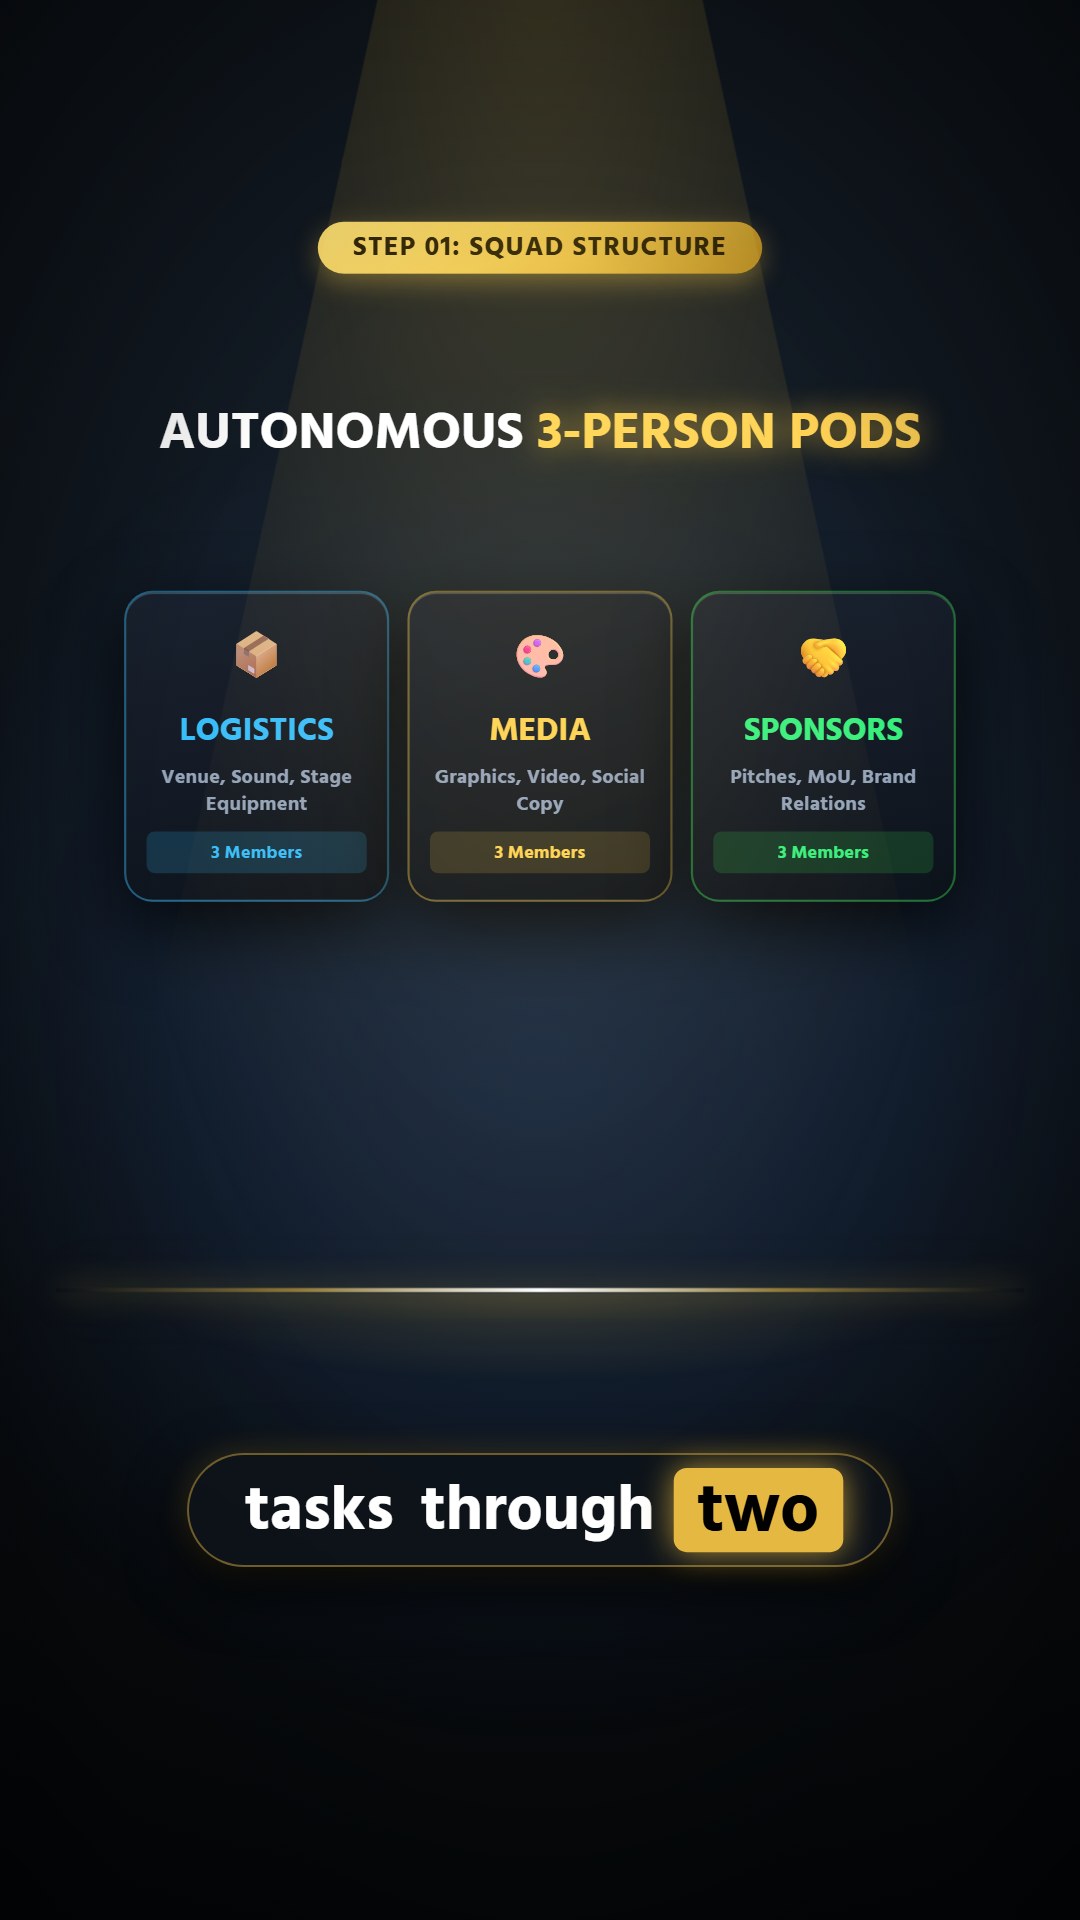 STEP 01: SQUAD STRUCTURE
AUTONOMOUS 3-PERSON PODS
LOGISTICS
Venue, Sound, Stage
Equipment
3 Members
MEDIA
Graphics, Video, Social
Copy
3 Members
SPONSORS
Pitches, MoU, Brand
Relations
3 Members
tasks through two